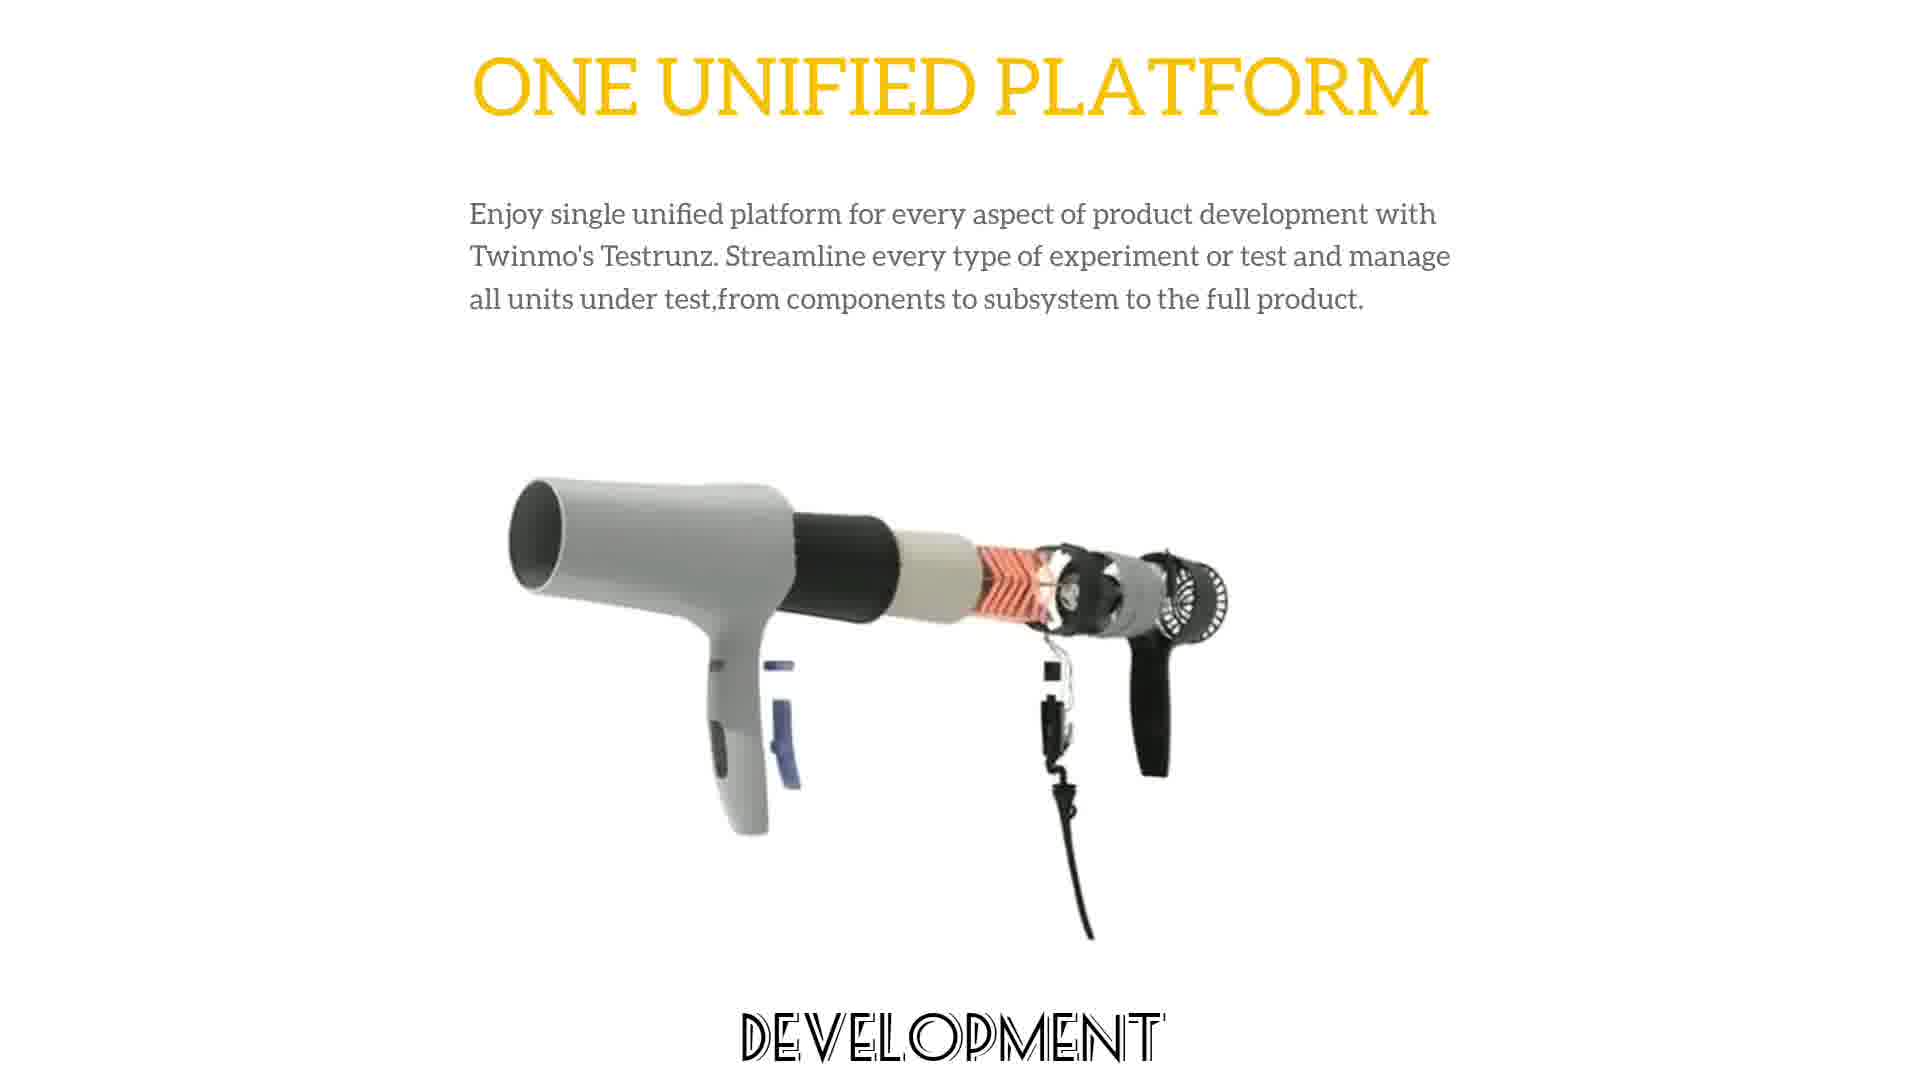 ONE UNIFIED PLATFORM
Enjoy single unified platform for every aspect of product development with
Twinmo's Testrunz. Streamline every type of experiment or test and manage
all units under test,from components to subsystem to the full product.
DEVELOPMENT